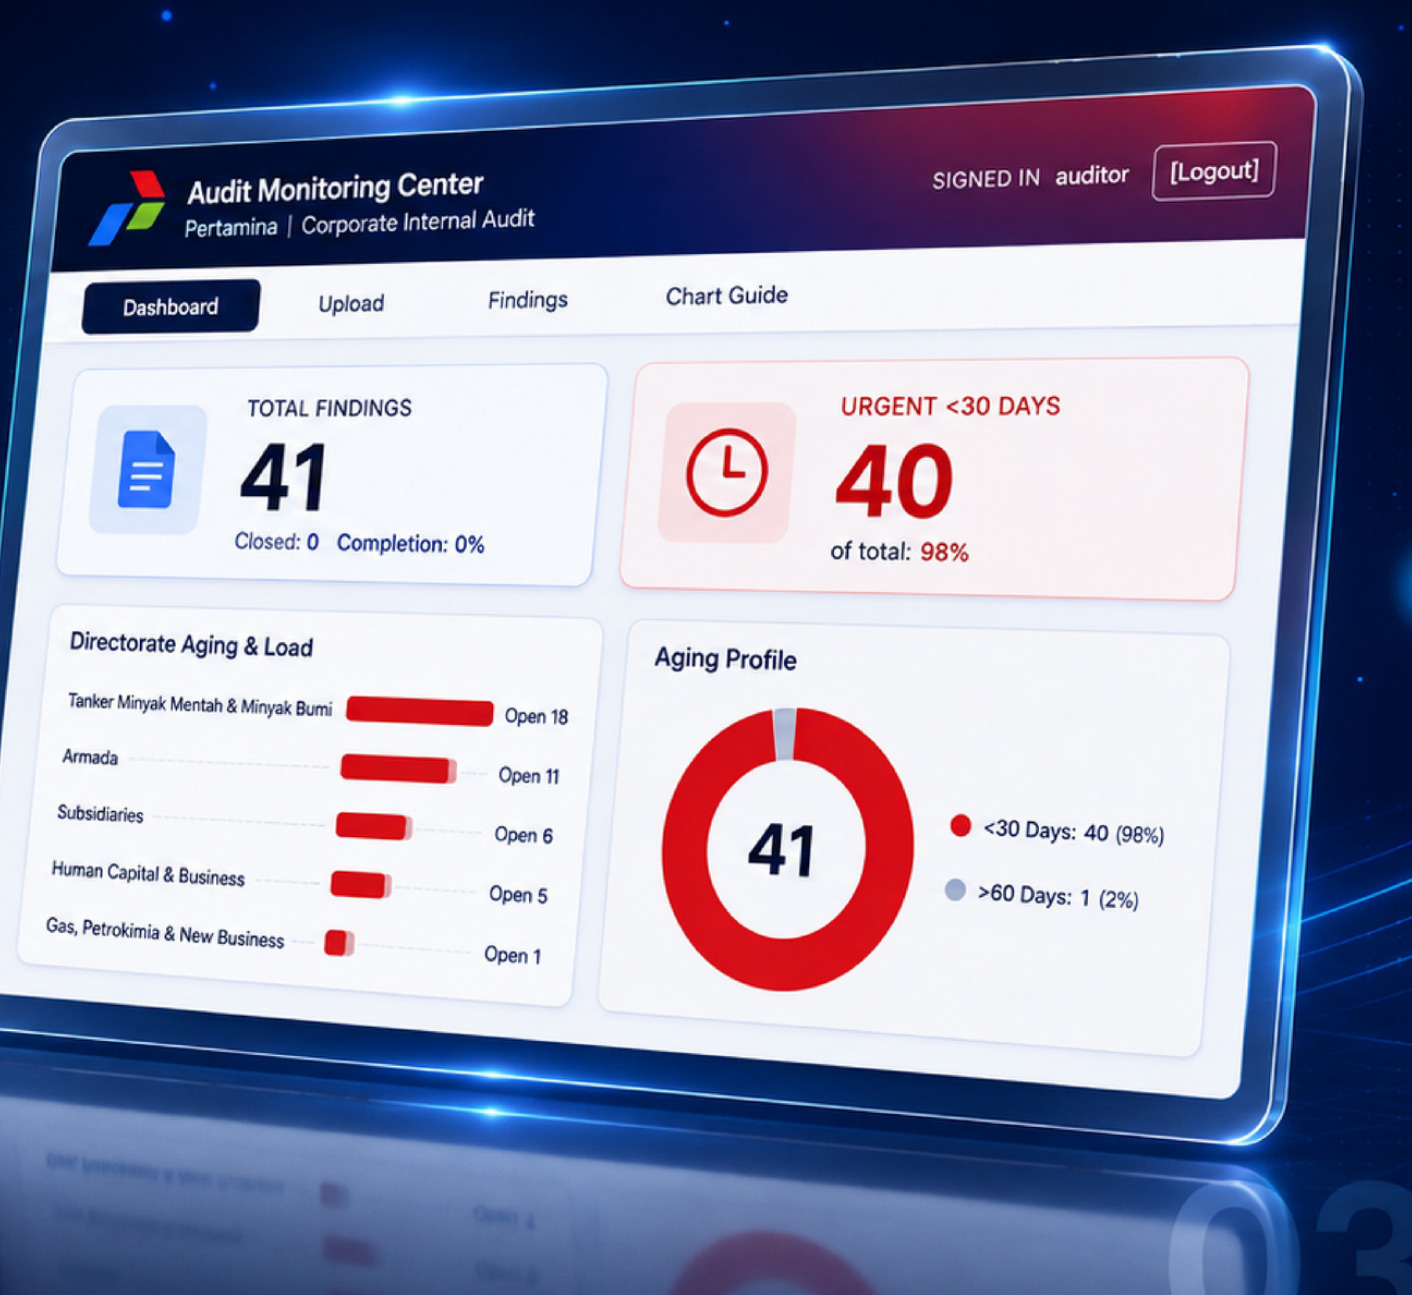 Audit Monitoring Center
Pertamina | Corporate Internal Audit
SIGNED IN auditor [Logout]
Dashboard Upload Findings Chart Guide
TOTAL FINDINGS
41
Closed: 0 Completion: 0%
URGENT <30 DAYS
40
of total: 98%
Directorate Aging & Load
Tanker Minyak Mentah & Minyak Bumi Open 18
Armada Open 11
Subsidiaries Open 6
Human Capital & Business Open 5
Gas, Petrokimia & New Business Open 1
Aging Profile
41
<30 Days: 40 (98%)
>60 Days: 1 (2%)
03